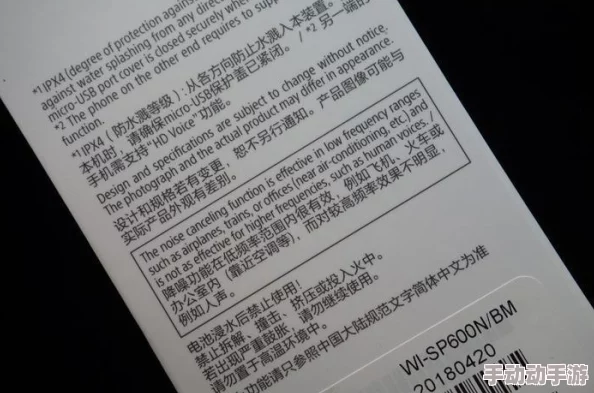 *1 IPX4 (degree of protection against
against water splashing from any direc
micro-USB port cover is closed securely when
*2 The phone on the other end requires to supp
function.
*1 IPX4（防水溅等级）: 从各方向防止水溅入本装置。
本机时，请确保micro-USB保护盖已紧闭。/ *2 另一端的
手机需支持“HD Voice”功能。
Design and specifications are subject to change without notice.
The photograph and the actual product may differ in appearance.
设计和规格若有变更，恕不另行通知。产品图像可能与
实际产品外观有差别。
The noise canceling function is effective in low frequency ranges
such as airplanes, trains, or offices (near air-conditioning, etc) and
is not as effective for higher frequencies, such as human voices. /
降噪功能在低频率范围内很有效，例如飞机、火车或
办公室内（靠近空调等），而对较高频率效果不明显，
例如人声。
电池浸水后禁止使用！
禁止拆解、撞击、挤压或投入火中。
若出现严重鼓胀，请勿继续使用。
请勿置于高温环境中。
功能请只参照中国大陆规范文字简体中文为准
WI-SP600N/BM
20180420
手动动手游